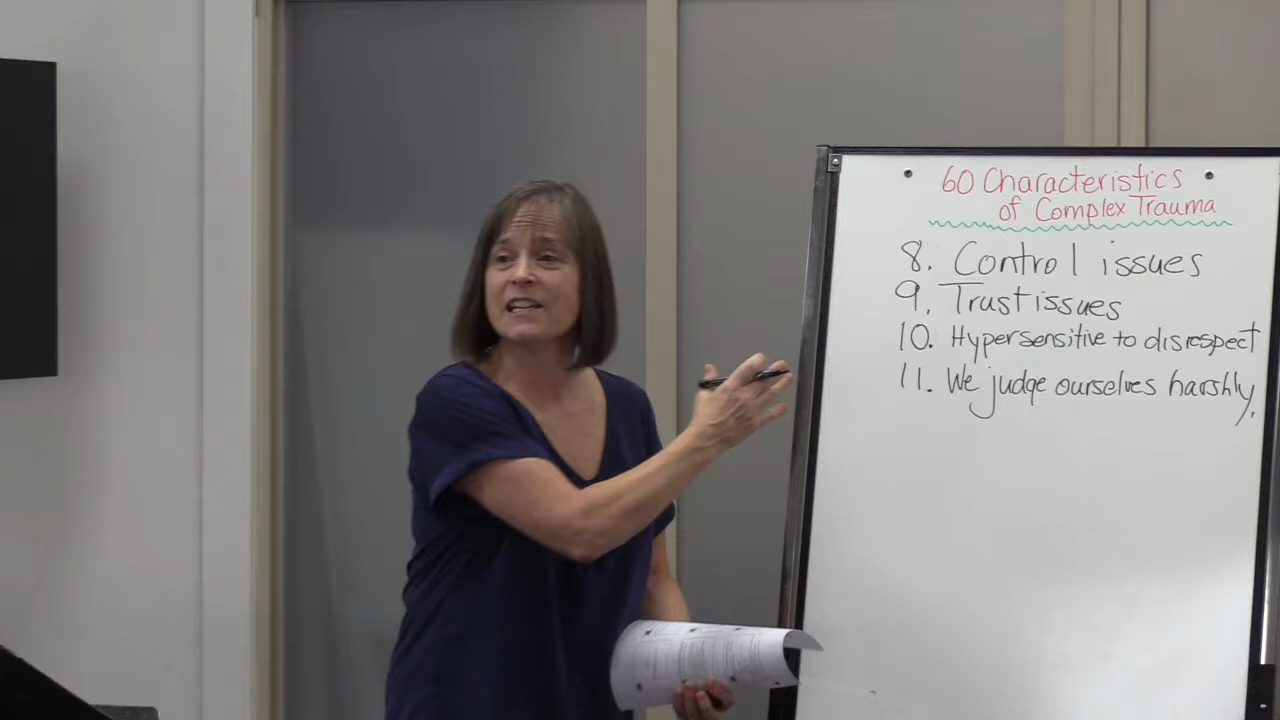 60 Characteristics
of Complex Trauma
8. Control issues
9. Trust issues
10. Hypersensitive to disrespect
11. We judge ourselves harshly,